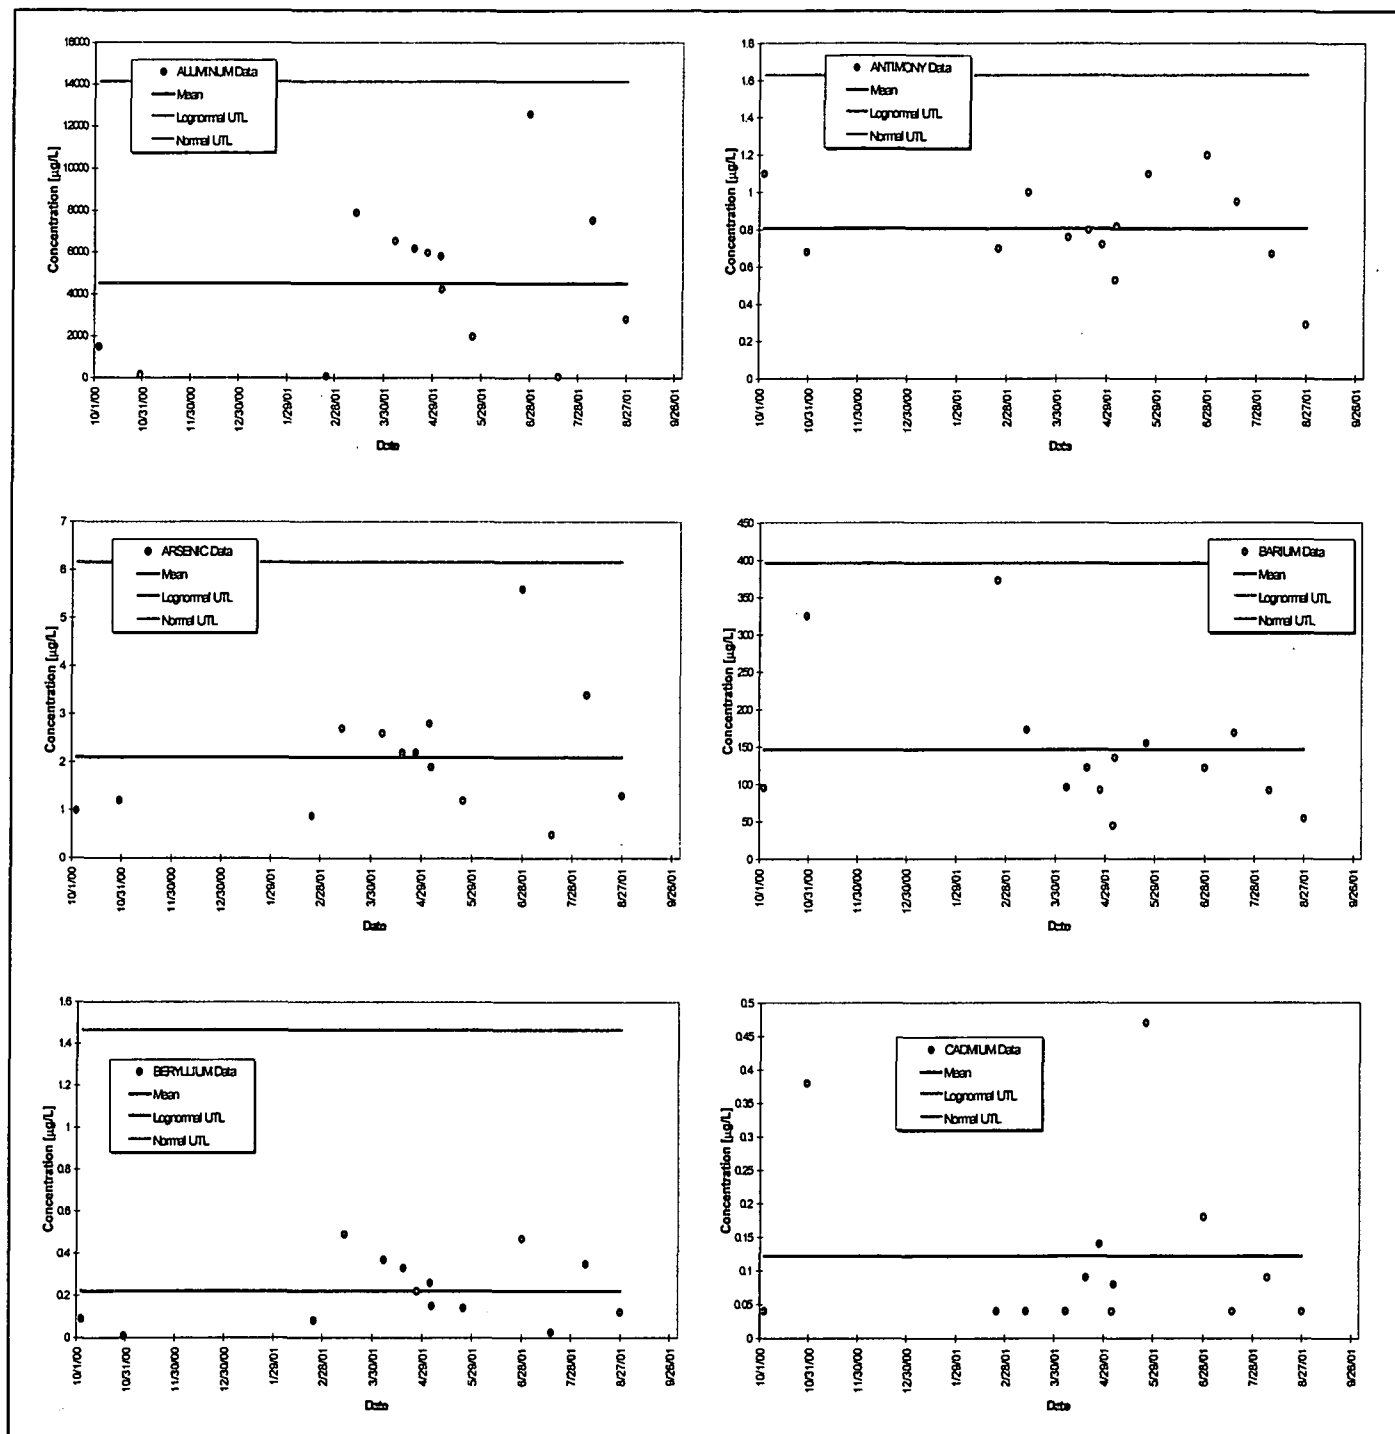 16000
14000
12000
10000
8000
6000
4000
2000
0
Concentration [µg/L]
ALUMINUM Data
Mean
Lognormal UTL
Normal UTL
10/1/00 10/31/00 11/30/00 12/30/00 1/29/01 2/28/01 3/30/01 4/29/01 5/29/01 6/28/01 7/28/01 8/27/01 9/26/01
Date
1.8
1.6
1.4
1.2
1
0.8
0.6
0.4
0.2
0
Concentration [µg/L]
ANTIMONY Data
Mean
Lognormal UTL
Normal UTL
10/1/00 10/31/00 11/30/00 12/30/00 1/29/01 2/28/01 3/30/01 4/29/01 5/29/01 6/28/01 7/28/01 8/27/01 9/26/01
Date
7
6
5
4
3
2
1
0
Concentration [µg/L]
ARSENIC Data
Mean
Lognormal UTL
Normal UTL
10/1/00 10/31/00 11/30/00 12/30/00 1/29/01 2/28/01 3/30/01 4/29/01 5/29/01 6/28/01 7/28/01 8/27/01 9/26/01
Date
450
400
350
300
250
200
150
100
50
0
Concentration [µg/L]
BARIUM Data
Mean
Lognormal UTL
Normal UTL
10/1/00 10/31/00 11/30/00 12/30/00 1/29/01 2/28/01 3/30/01 4/29/01 5/29/01 6/28/01 7/28/01 8/27/01 9/26/01
Date
1.6
1.4
1.2
1
0.8
0.6
0.4
0.2
0
Concentration [µg/L]
BERYLLIUM Data
Mean
Lognormal UTL
Normal UTL
10/1/00 10/31/00 11/30/00 12/30/00 1/29/01 2/28/01 3/30/01 4/29/01 5/29/01 6/28/01 7/28/01 8/27/01 9/26/01
Date
0.5
0.45
0.4
0.35
0.3
0.25
0.2
0.15
0.1
0.05
0
Concentration [µg/L]
CADMIUM Data
Mean
Lognormal UTL
Normal UTL
10/1/00 10/31/00 11/30/00 12/30/00 1/29/01 2/28/01 3/30/01 4/29/01 5/29/01 6/28/01 7/28/01 8/27/01 9/26/01
Date